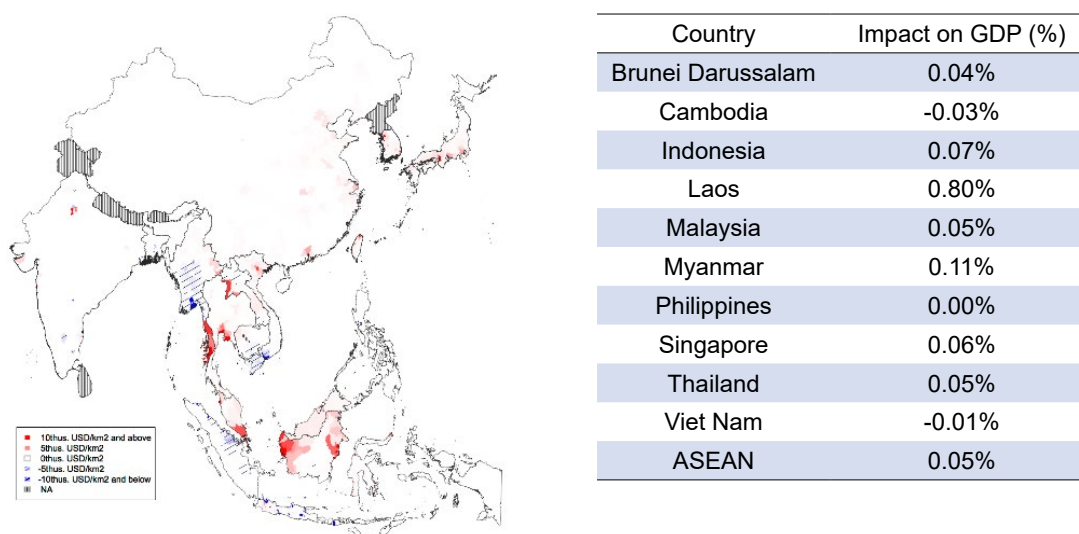 10thus. USD/km2 and above
5thus. USD/km2
0thus. USD/km2
-5thus. USD/km2
-10thus. USD/km2 and below
NA
Country Impact on GDP (%)
Brunei Darussalam 0.04%
Cambodia -0.03%
Indonesia 0.07%
Laos 0.80%
Malaysia 0.05%
Myanmar 0.11%
Philippines 0.00%
Singapore 0.06%
Thailand 0.05%
Viet Nam -0.01%
ASEAN 0.05%